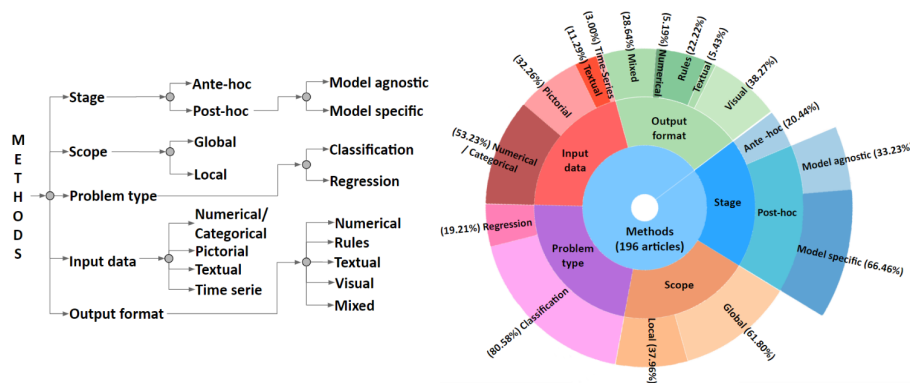 METHODS
Stage
Ante-hoc
Post-hoc
Model agnostic
Model specific
Scope
Global
Local
Problem type
Classification
Regression
Input data
Numerical/
Categorical
Pictorial
Textual
Time serie
Output format
Numerical
Rules
Textual
Visual
Mixed
Methods
(196 articles)
Output
format
(28.64%) Mixed
(5.19%) Numerical
Rules (22.22%)
Textual (5.43%)
Visual (38.27%)
Stage
Ante -hoc (20.44%)
Post-hoc
Model agnostic (33.23%)
Model specific (66.46%)
Scope
Global (61.80%)
Local (37.96%)
Problem
type
(80.58%) Classification
(19.21%) Regression
Input
data
(53.23%) Numerical
/ Categorical
(32.26%) Pictorial
(11.29%) Textual
(3.00%) Time-Series